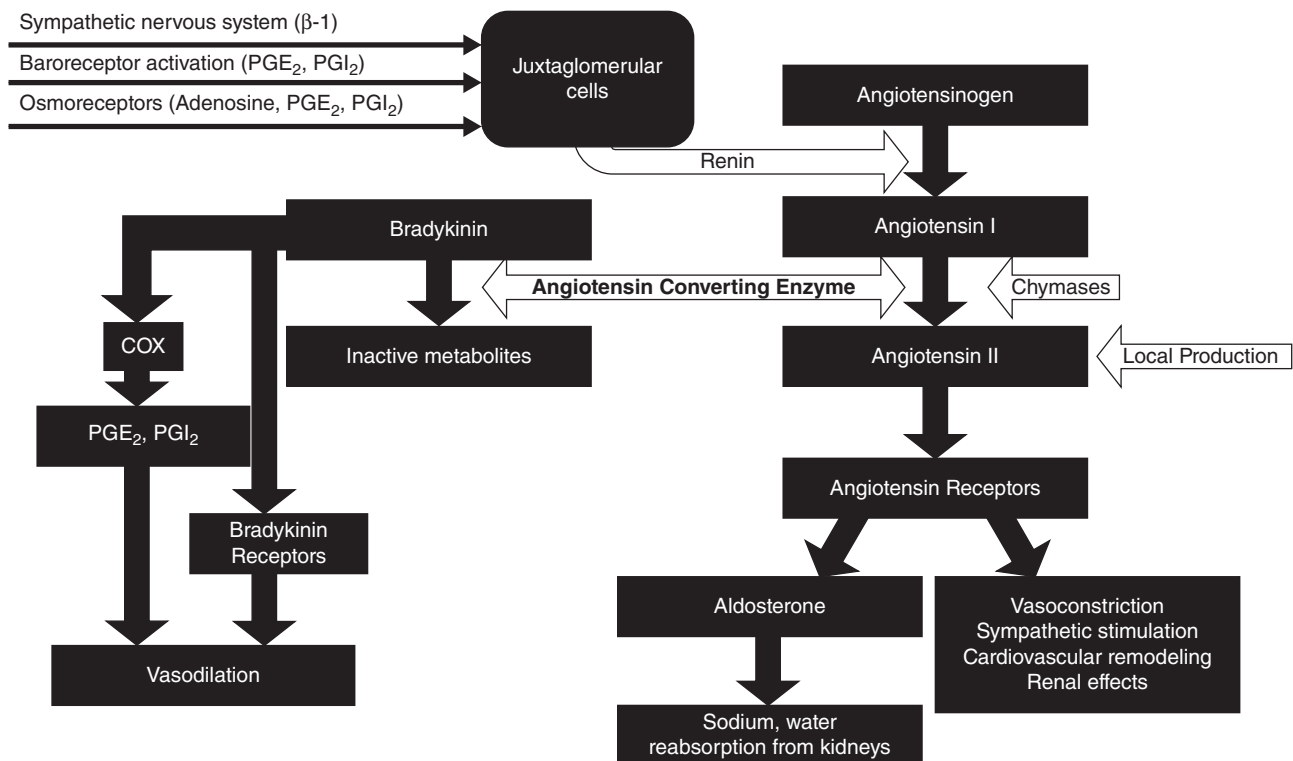 Sympathetic nervous system (β-1)
Baroreceptor activation (PGE₂, PGI₂)
Osmoreceptors (Adenosine, PGE₂, PGI₂)
Juxtaglomerular
cells
Angiotensinogen
Renin
Bradykinin
Angiotensin I
Angiotensin Converting Enzyme
Chymases
COX
Inactive metabolites
Angiotensin II
Local Production
PGE₂, PGI₂
Angiotensin Receptors
Bradykinin
Receptors
Aldosterone
Vasoconstriction
Sympathetic stimulation
Cardiovascular remodeling
Renal effects
Vasodilation
Sodium, water
reabsorption from kidneys